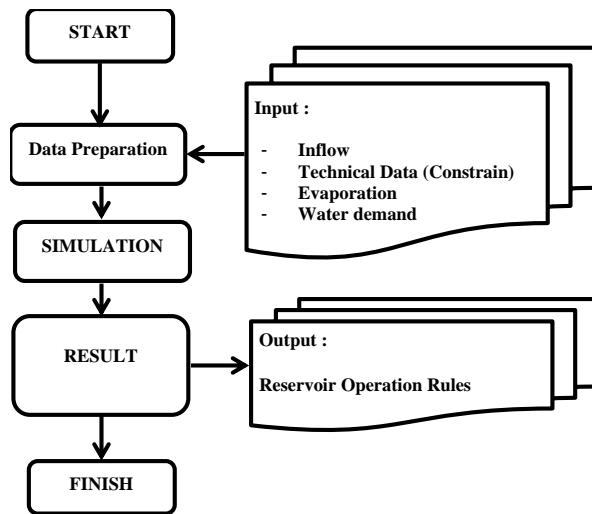 START
Data Preparation
Input :
- Inflow
- Technical Data (Constrain)
- Evaporation
- Water demand
SIMULATION
RESULT
Output :
Reservoir Operation Rules
FINISH